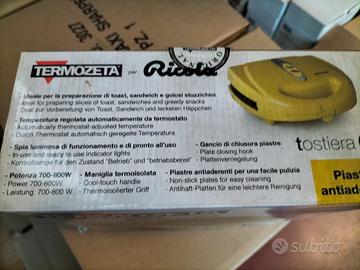 TERMOZETA per Ricola
ORIGINAL
- Ideale per la preparazione di toast, sandwich e golosi stuzzichini
- Ideal for preparing slices of toast, sandwiches and greedy snacks
- Ideal zur Vorbereitung von Toast, Sandwich und leckeren Häppchen
- Temperatura regolata automaticamente da termostato
- Automatically thermostat-adjusted temperature
- Durch Thermostat automatisch geregelte Temperatur
- Spia luminosa di funzionamento e di pronto all'uso
- In-use and ready to use indicator lights
- Kontrollampe für den Zustand "Betrieb" und "betriebsbereit"
- Gancio di chiusura piastre
- Plate closing hook
- Plattenverriegelung
- Potenza 700-800W
- Power 700-800W
- Leistung: 700-800 W
- Maniglia termoisolata
- Cool-touch handle
- Thermoisolierter Griff
- Piastre antiaderenti per una facile pulizia
- Non-stick plates for easy cleaning
- Antihaft-Platten für eine leichtere Reinigung
tostiera
Piast
antiader
subito